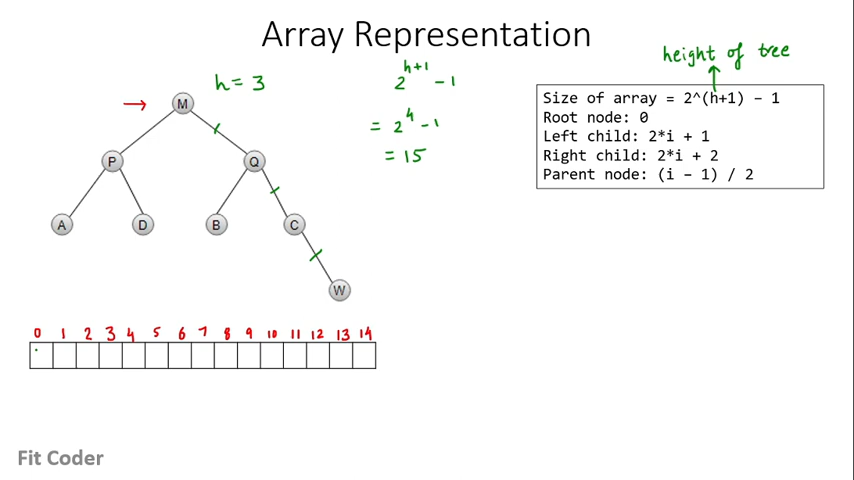 Array Representation
height of tree
h = 3
2^h+1 - 1
= 2^4 - 1
= 15
Size of array = 2^(h+1) - 1
Root node: 0
Left child: 2*i + 1
Right child: 2*i + 2
Parent node: (i - 1) / 2
M
P Q
A D B C
W
0 1 2 3 4 5 6 7 8 9 10 11 12 13 14
Fit Coder